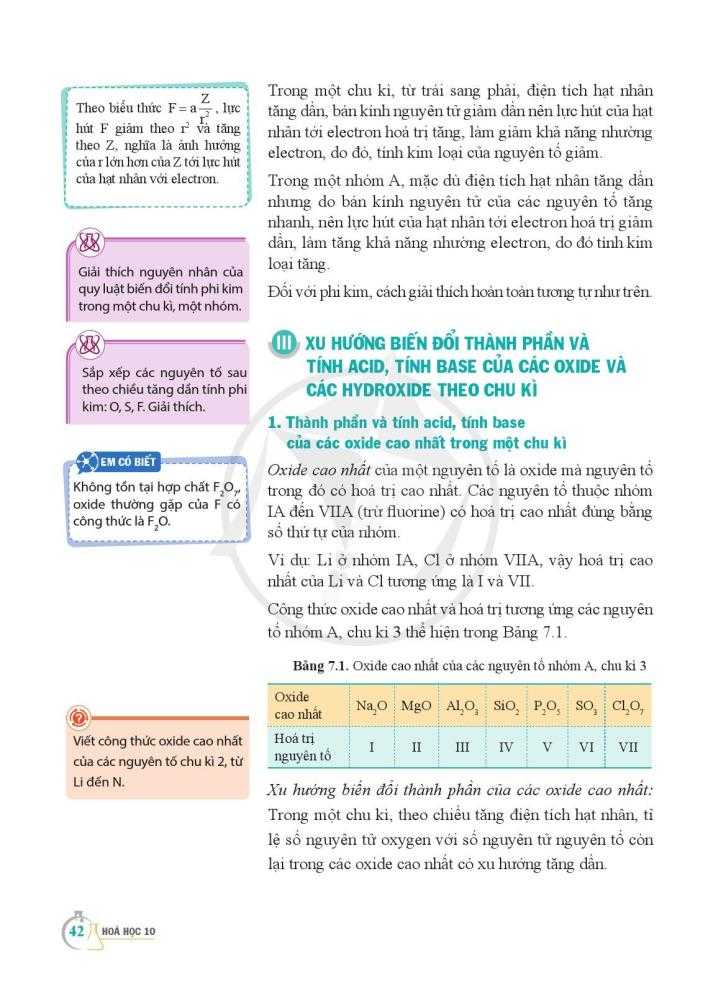 Theo biểu thức F = a Z/r², lực
hút F giảm theo r² và tăng
theo Z, nghĩa là ảnh hưởng
của r lớn hơn của Z tới lực hút
của hạt nhân với electron.
Giải thích nguyên nhân của
quy luật biến đổi tính phi kim
trong một chu kì, một nhóm.
Sắp xếp các nguyên tố sau
theo chiều tăng dần tính phi
kim: O, S, F. Giải thích.
EM CÓ BIẾT
Không tồn tại hợp chất F₂O₇,
oxide thường gặp của F có
công thức là F₂O.
Viết công thức oxide cao nhất
của các nguyên tố chu kì 2, từ
Li đến N.
Trong một chu kì, từ trái sang phải, điện tích hạt nhân
tăng dần, bán kính nguyên tử giảm dần nên lực hút của hạt
nhân tới electron hoá trị tăng, làm giảm khả năng nhường
electron, do đó, tính kim loại của nguyên tố giảm.
Trong một nhóm A, mặc dù điện tích hạt nhân tăng dần
nhưng do bán kính nguyên tử của các nguyên tố tăng
nhanh, nên lực hút của hạt nhân tới electron hoá trị giảm
dần, làm tăng khả năng nhường electron, do đó tính kim
loại tăng.
Đối với phi kim, cách giải thích hoàn toàn tương tự như trên.
III XU HƯỚNG BIẾN ĐỔI THÀNH PHẦN VÀ
TÍNH ACID, TÍNH BASE CỦA CÁC OXIDE VÀ
CÁC HYDROXIDE THEO CHU KÌ
1. Thành phần và tính acid, tính base
của các oxide cao nhất trong một chu kì
Oxide cao nhất của một nguyên tố là oxide mà nguyên tố
trong đó có hoá trị cao nhất. Các nguyên tố thuộc nhóm
IA đến VIIA (trừ fluorine) có hoá trị cao nhất đúng bằng
số thứ tự của nhóm.
Ví dụ: Li ở nhóm IA, Cl ở nhóm VIIA, vậy hoá trị cao
nhất của Li và Cl tương ứng là I và VII.
Công thức oxide cao nhất và hoá trị tương ứng các nguyên
tố nhóm A, chu kì 3 thể hiện trong Bảng 7.1.
Bảng 7.1. Oxide cao nhất của các nguyên tố nhóm A, chu kì 3
Oxide
cao nhất Na₂O MgO Al₂O₃ SiO₂ P₂O₅ SO₃ Cl₂O₇
Hoá trị
nguyên tố I II III IV V VI VII
Xu hướng biến đổi thành phần của các oxide cao nhất:
Trong một chu kì, theo chiều tăng điện tích hạt nhân, tỉ
lệ số nguyên tử oxygen với số nguyên tử nguyên tố còn
lại trong các oxide cao nhất có xu hướng tăng dần.
42 HOÁ HỌC 10